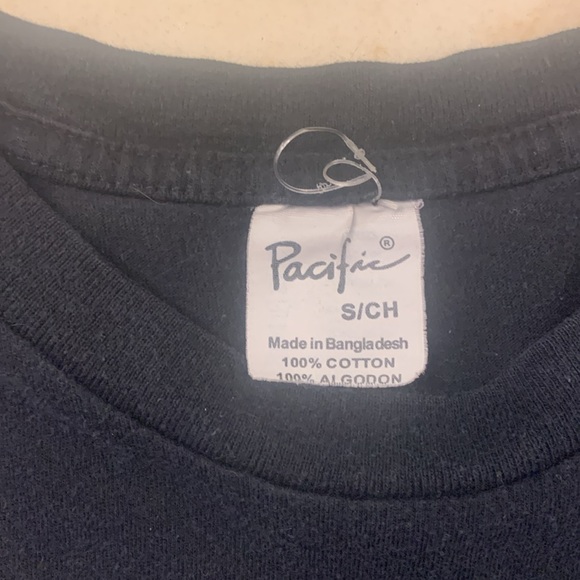 Pacific ®
S/CH
Made in Bangladesh
100% COTTON
100% ALGODON